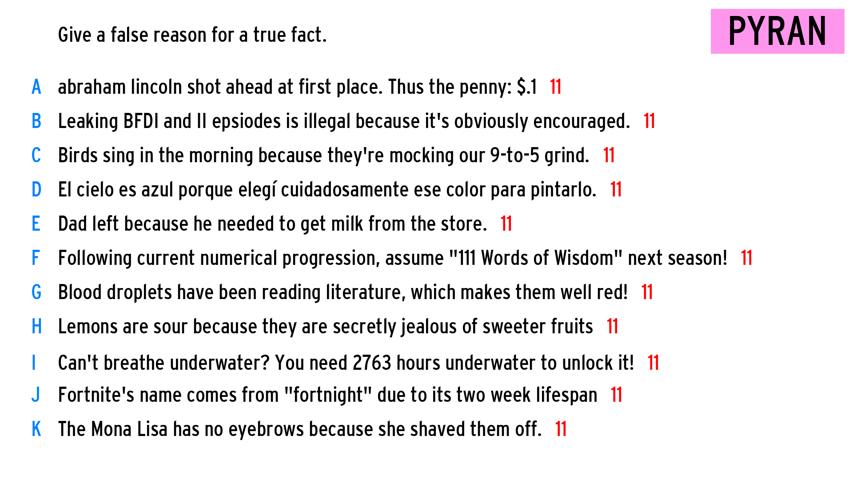 Give a false reason for a true fact.
PYRAN
A abraham lincoln shot ahead at first place. Thus the penny: $.1 11
B Leaking BFDI and II epsiodes is illegal because it's obviously encouraged. 11
C Birds sing in the morning because they're mocking our 9-to-5 grind. 11
D El cielo es azul porque elegí cuidadosamente ese color para pintarlo. 11
E Dad left because he needed to get milk from the store. 11
F Following current numerical progression, assume "111 Words of Wisdom" next season! 11
G Blood droplets have been reading literature, which makes them well red! 11
H Lemons are sour because they are secretly jealous of sweeter fruits 11
I Can't breathe underwater? You need 2763 hours underwater to unlock it! 11
J Fortnite's name comes from "fortnight" due to its two week lifespan 11
K The Mona Lisa has no eyebrows because she shaved them off. 11